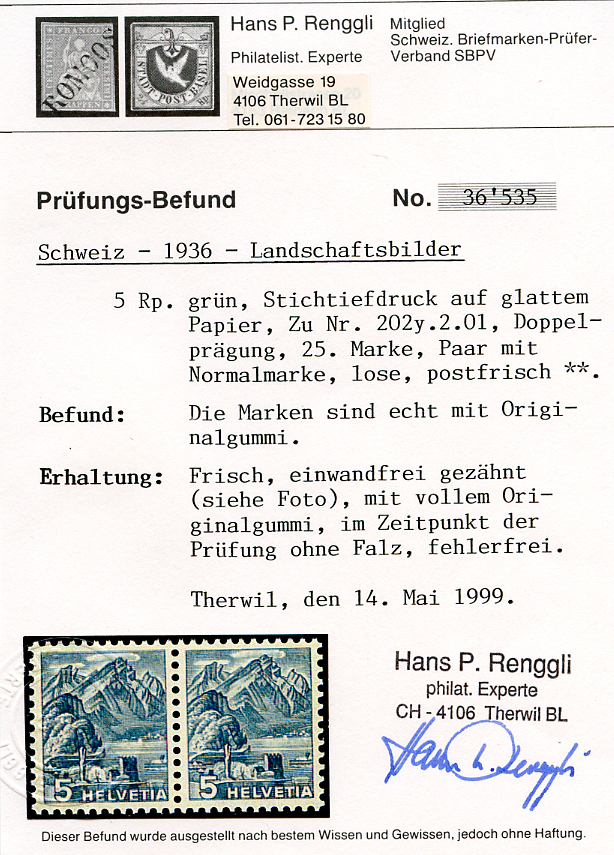 FRANCO
RONCO
STADT-POST-BASEL
Hans P. Renggli
Philatelist. Experte
Weidgasse 19
4106 Therwil BL
Tel. 061-723 15 80
Mitglied
Schweiz. Briefmarken-Prüfer-
Verband SBPV
Prüfungs-Befund
No. 36'535
Schweiz - 1936 - Landschaftsbilder
5 Rp. grün, Stichtiefdruck auf glattem
Papier, Zu Nr. 202y.2.01, Doppel-
prägung, 25. Marke, Paar mit
Normalmarke, lose, postfrisch **.
Befund: Die Marken sind echt mit Origi-
nalgummi.
Erhaltung: Frisch, einwandfrei gezähnt
(siehe Foto), mit vollem Ori-
ginalgummi, im Zeitpunkt der
Prüfung ohne Falz, fehlerfrei.
Therwil, den 14. Mai 1999.
5 HELVETIA 5 HELVETIA
Hans P. Renggli
philat. Experte
CH - 4106 Therwil BL
Dieser Befund wurde ausgestellt nach bestem Wissen und Gewissen, jedoch ohne Haftung.